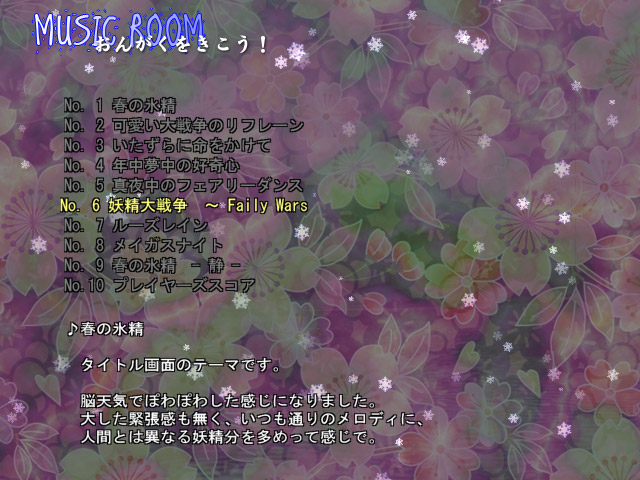 MUSIC ROOM
おんがくをきこう！
No. 1 春の氷精
No. 2 可愛い大戦争のリフレーン
No. 3 いたずらに命をかけて
No. 4 年中夢中の好奇心
No. 5 真夜中のフェアリーダンス
No. 6 妖精大戦争　～ Faily Wars
No. 7 ルーズレイン
No. 8 メイガスナイト
No. 9 春の氷精　- 静 -
No.10 プレイヤーズスコア
♪春の氷精
タイトル画面のテーマです。
脳天気でぽわぽわした感じになりました。
大した緊張感も無く、いつも通りのメロディに、
人間とは異なる妖精分を多めって感じで。